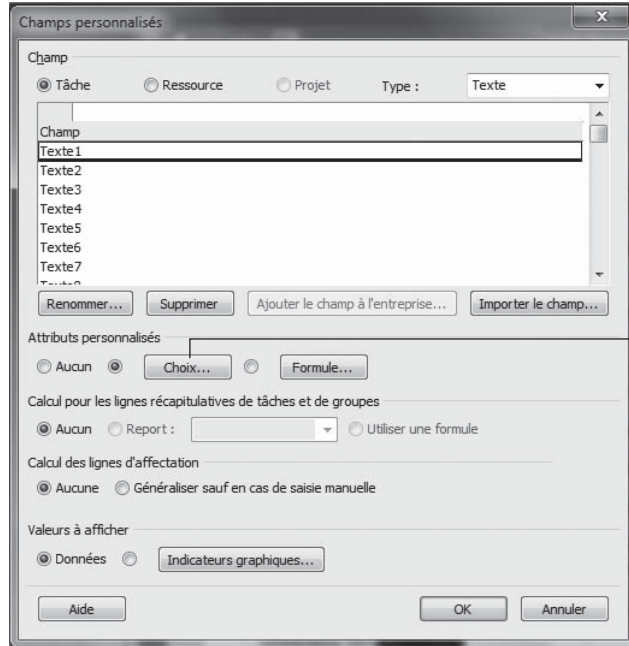 Champs personnalisés
X
Champ
Tâche Ressource Projet Type : Texte
Champ
Texte1
Texte2
Texte3
Texte4
Texte5
Texte6
Texte7
Renommer... Supprimer Ajouter le champ à l'entreprise... Importer le champ...
Attributs personnalisés
Aucun Choix... Formule...
Calcul pour les lignes récapitulatives de tâches et de groupes
Aucun Report : Utiliser une formule
Calcul des lignes d'affectation
Aucune Généraliser sauf en cas de saisie manuelle
Valeurs à afficher
Données Indicateurs graphiques...
Aide OK Annuler